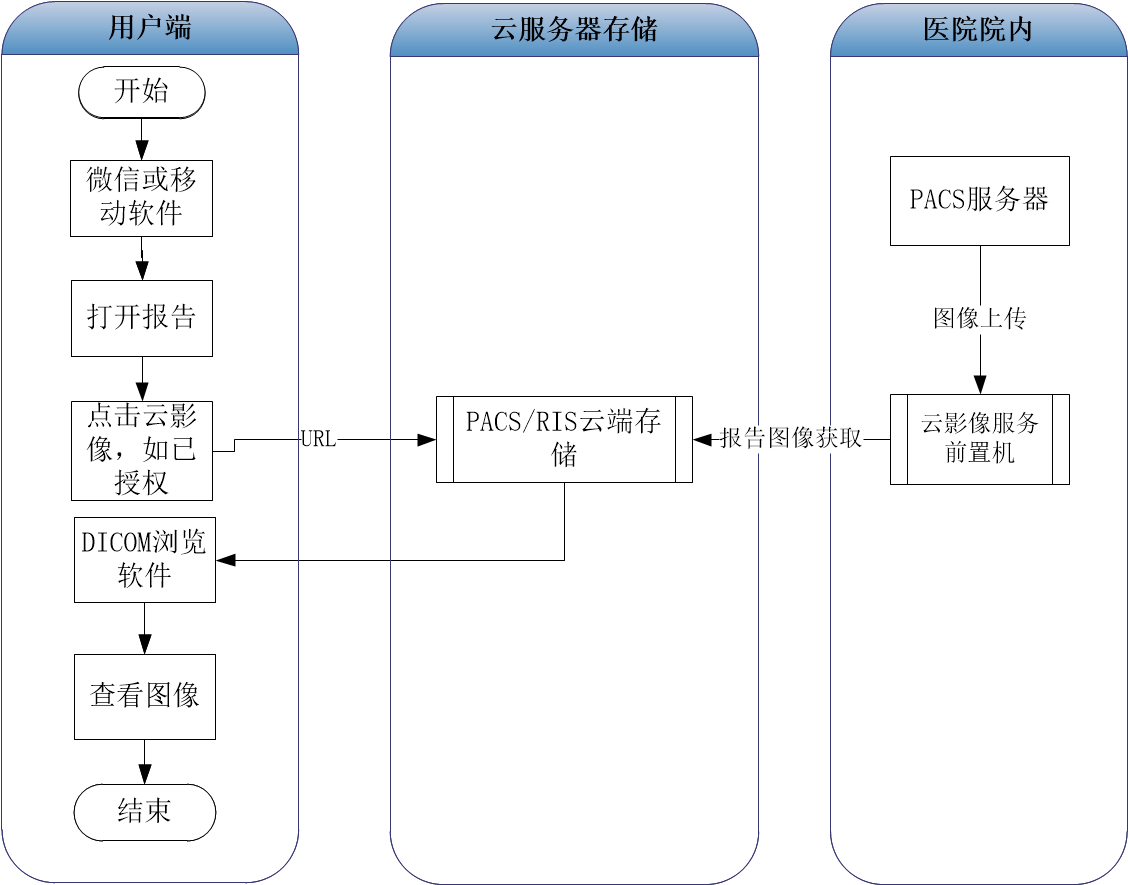 用户端
云服务器存储
医院院内
开始
微信或移
动软件
打开报告
点击云影
像，如已
授权
URL
DICOM浏览
软件
查看图像
结束
PACS/RIS云端存
储
报告图像获取
PACS服务器
图像上传
云影像服务
前置机